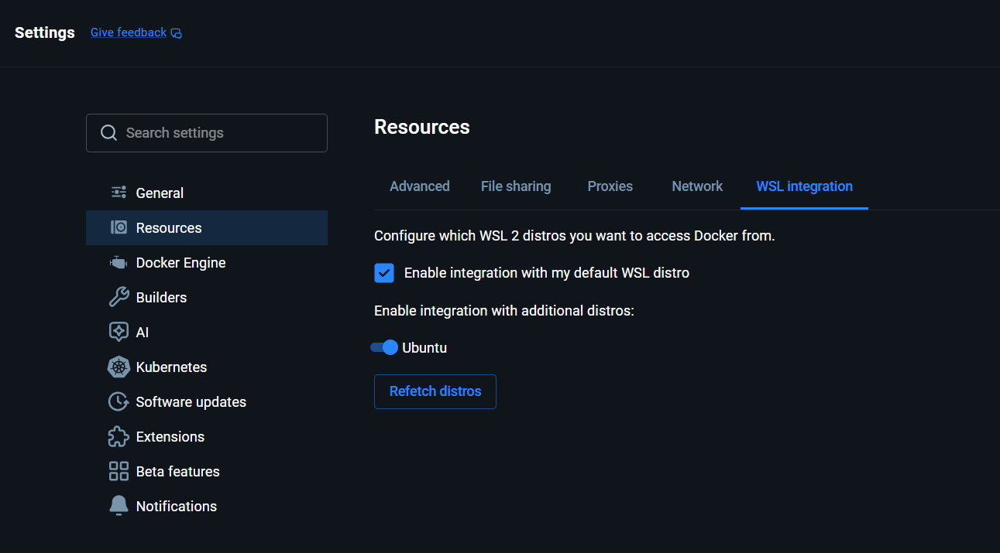 Settings Give feedback
Search settings
General
Resources
Docker Engine
Builders
AI
Kubernetes
Software updates
Extensions
Beta features
Notifications
Resources
Advanced File sharing Proxies Network WSL integration
Configure which WSL 2 distros you want to access Docker from.
Enable integration with my default WSL distro
Enable integration with additional distros:
Ubuntu
Refetch distros